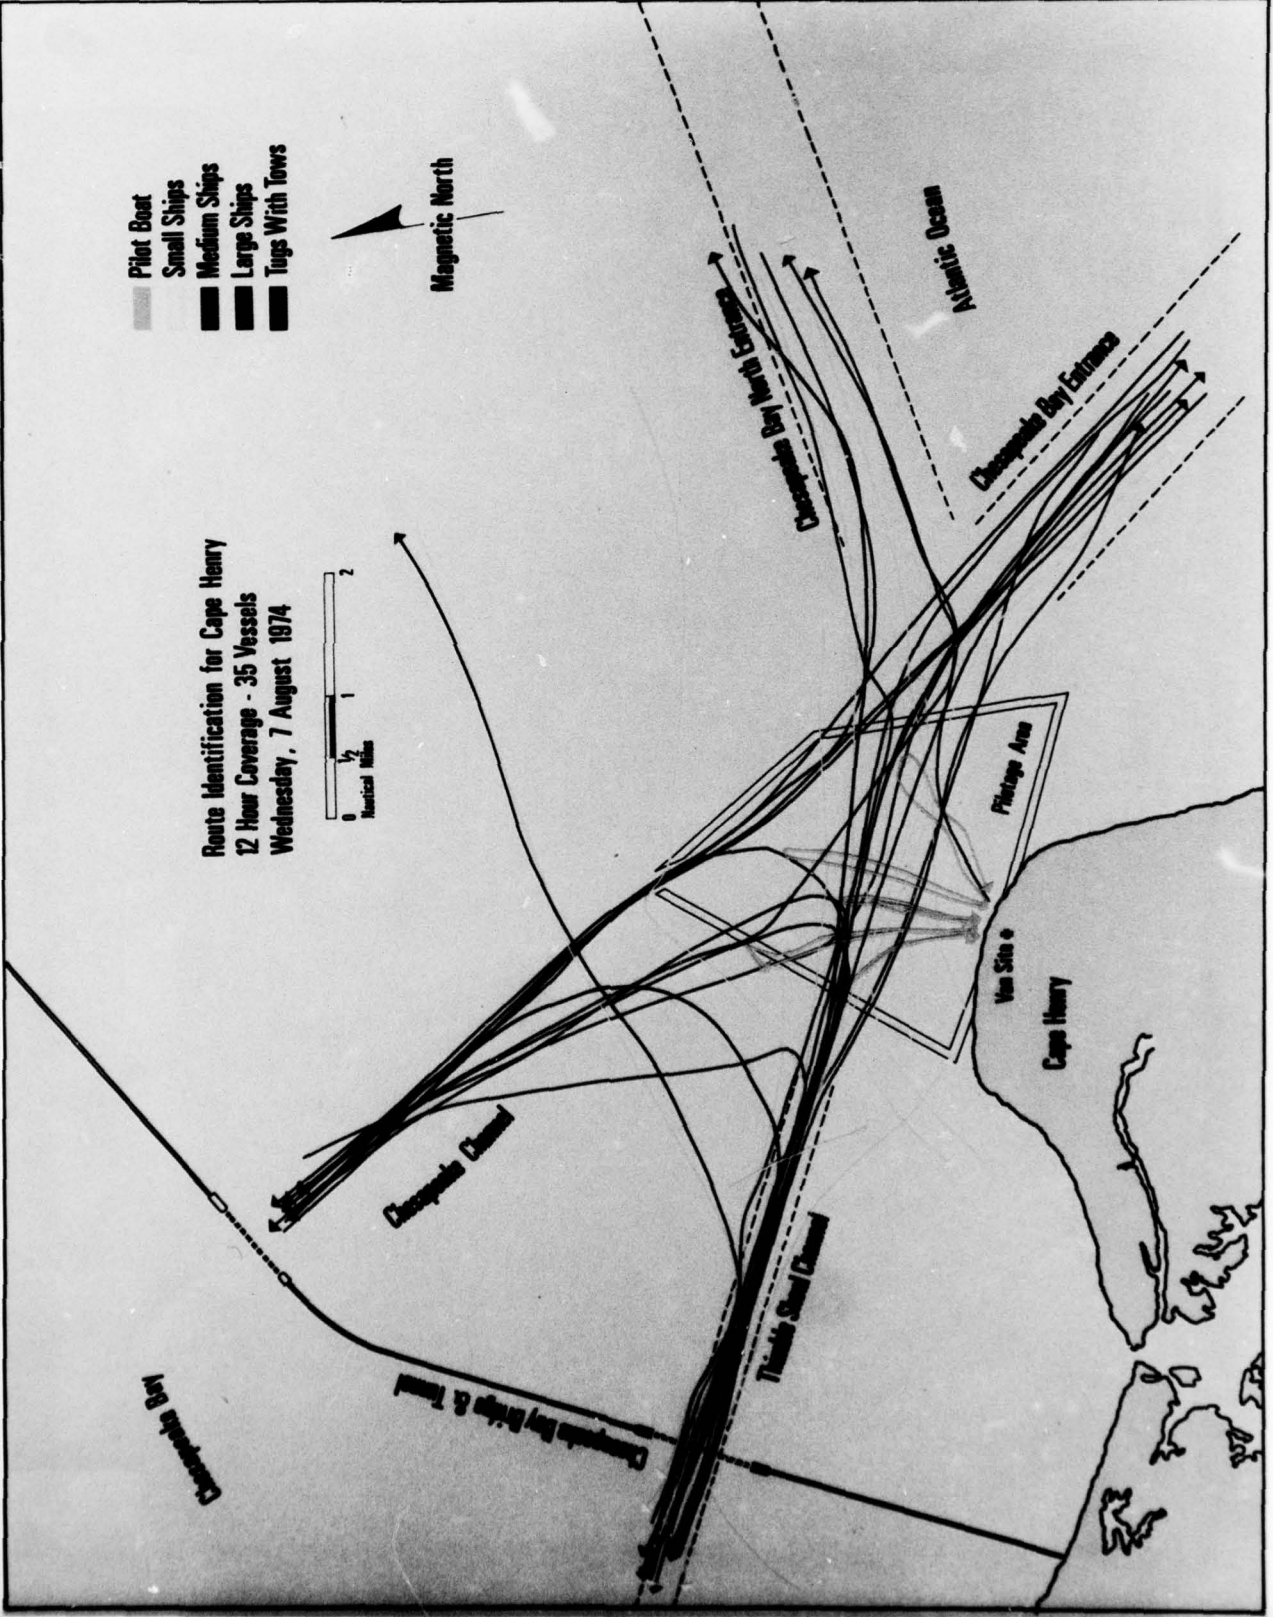 Pilot Boat
Small Ships
Medium Ships
Large Ships
Tugs With Tows
Magnetic North
Route Identification for Cape Henry
12 Hour Coverage - 35 Vessels
Wednesday, 7 August 1974
0 ½ 1 2
Nautical Miles
Chesapeake Bay
Chesapeake Bay Bridge & Tunnel
Chesapeake Channel
Thimble Shoal Channel
Chesapeake Bay North Entrance
Atlantic Ocean
Chesapeake Bay Entrance
Pilotage Area
Van Site
Cape Henry